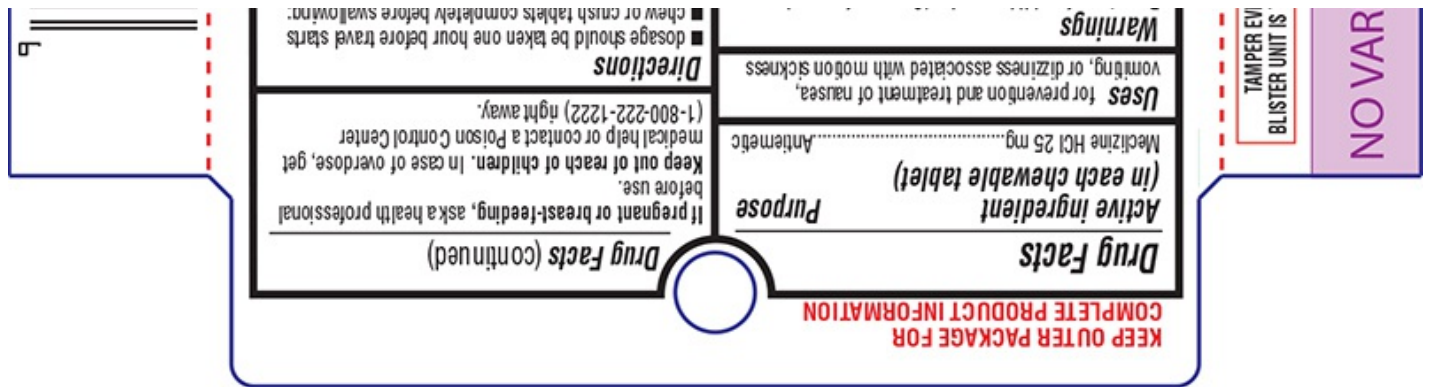 KEEP OUTER PACKAGE FOR
COMPLETE PRODUCT INFORMATION
Drug Facts
Active ingredient Purpose
(in each chewable tablet)
Meclizine HCl 25 mg...............................................Antiemetic
Uses for prevention and treatment of nausea,
vomiting, or dizziness associated with motion sickness
Warnings
Drug Facts (continued)
If pregnant or breast-feeding, ask a health professional
before use.
Keep out of reach of children. In case of overdose, get
medical help or contact a Poison Control Center
(1-800-222-1222) right away.
Directions
■ dosage should be taken one hour before travel starts
■ chew or crush tablets completely before swallowing:
TAMPER EVI
BLISTER UNIT IS
NO VAR